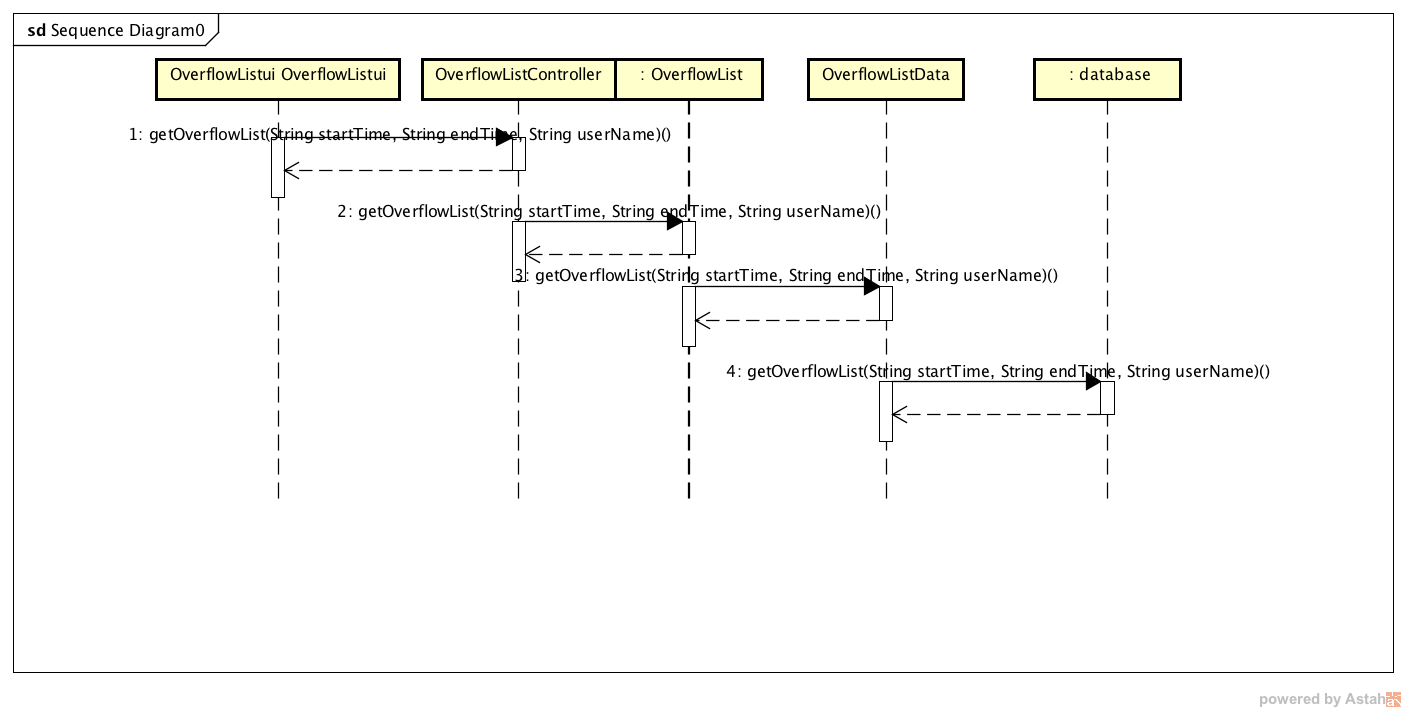 sd Sequence Diagram0
OverflowListui OverflowListui
OverflowListController
: OverflowList
OverflowListData
: database
1: getOverflowList(String startTime, String endTime, String userName)()
2: getOverflowList(String startTime, String endTime, String userName)()
3: getOverflowList(String startTime, String endTime, String userName)()
4: getOverflowList(String startTime, String endTime, String userName)()
powered by Astah